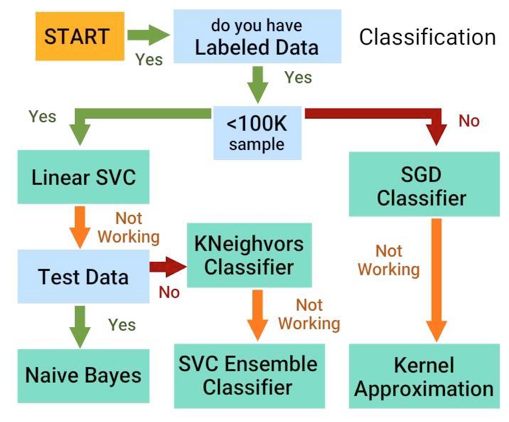 START
Yes
do you have
Labeled Data
Classification
Yes
Yes
<100K
sample
No
Linear SVC
SGD
Classifier
Not
Working
KNeighvors
Classifier
Not
Working
Test Data
No
Yes
Not
Working
Naive Bayes
SVC Ensemble
Classifier
Kernel
Approximation